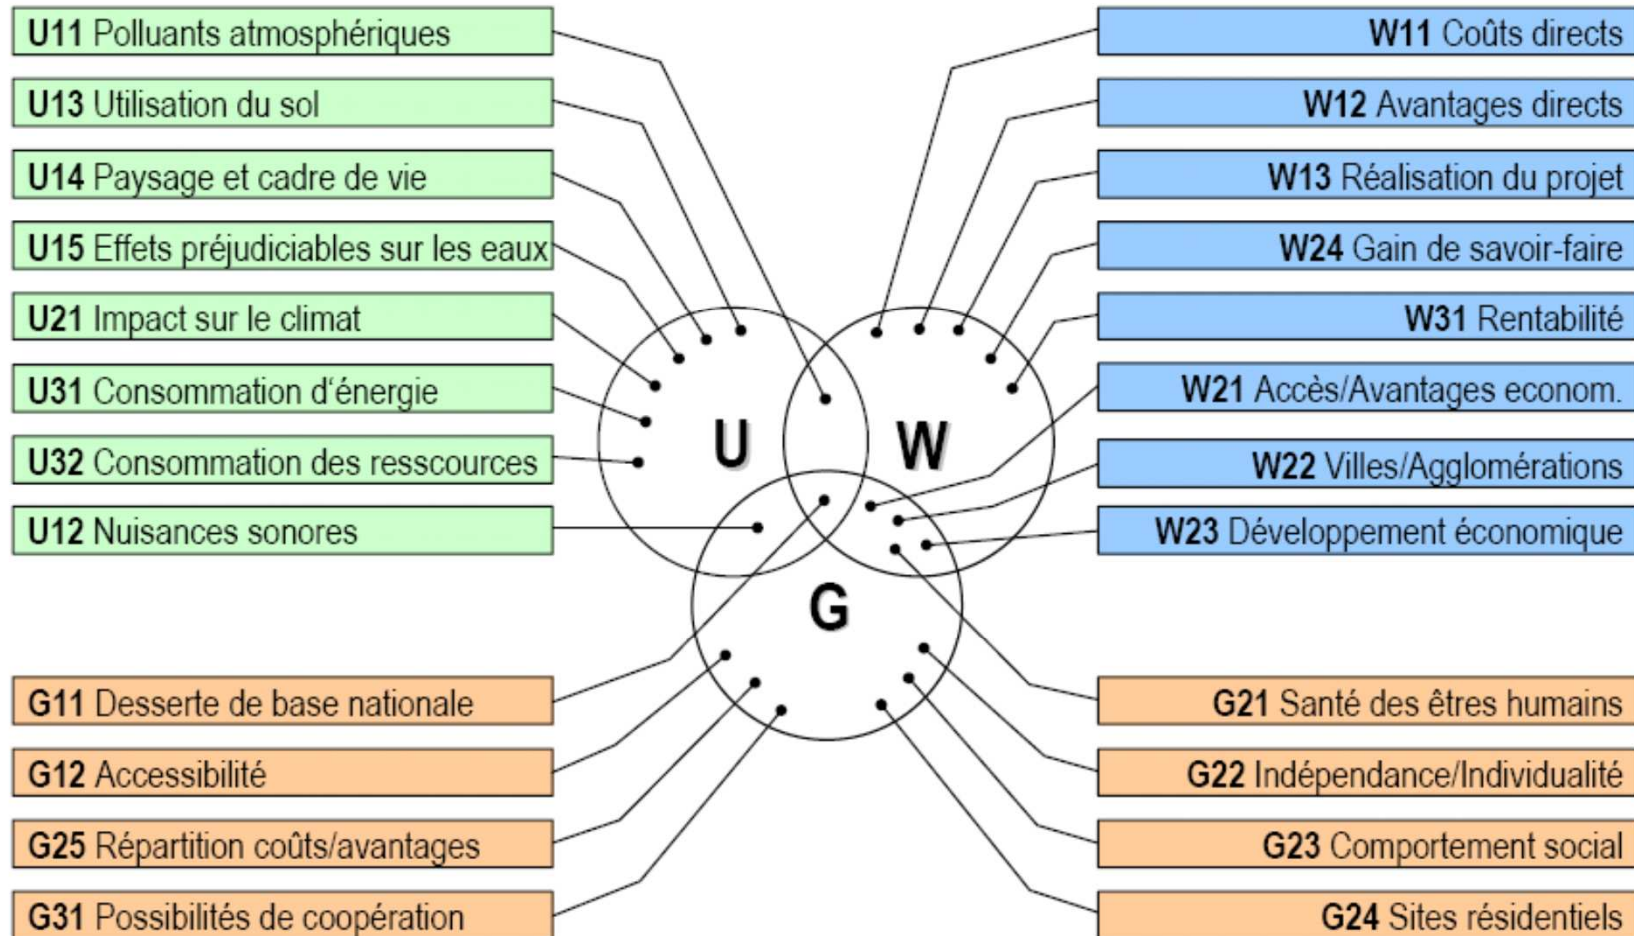 U11 Polluants atmosphériques
U13 Utilisation du sol
U14 Paysage et cadre de vie
U15 Effets préjudiciables sur les eaux
U21 Impact sur le climat
U31 Consommation d‘énergie
U32 Consommation des resscources
U12 Nuisances sonores
W11 Coûts directs
W12 Avantages directs
W13 Réalisation du projet
W24 Gain de savoir-faire
W31 Rentabilité
W21 Accès/Avantages econom.
W22 Villes/Agglomérations
W23 Développement économique
U
W
G
G11 Desserte de base nationale
G12 Accessibilité
G25 Répartition coûts/avantages
G31 Possibilités de coopération
G21 Santé des êtres humains
G22 Indépendance/Individualité
G23 Comportement social
G24 Sites résidentiels